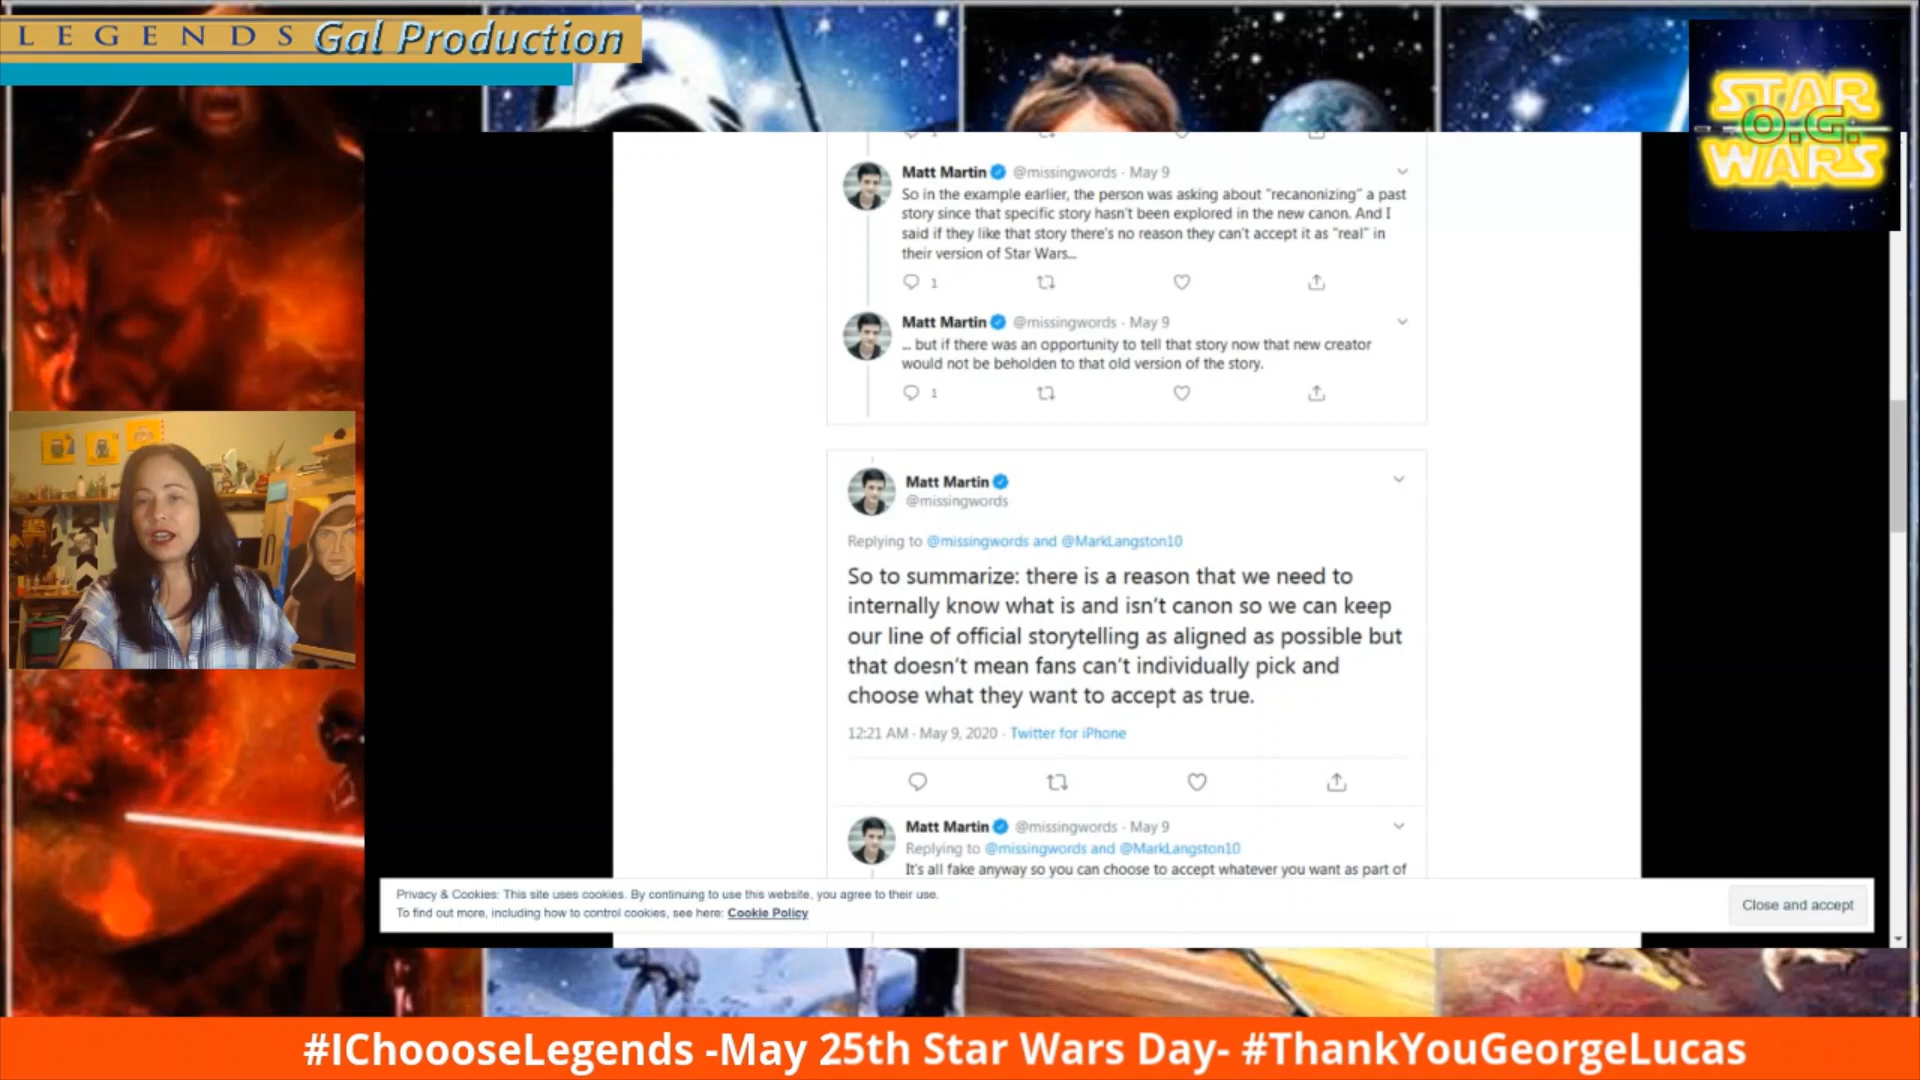 LEGENDS Gal Production
STAR
O.G.
WARS
Matt Martin @missingwords · May 9
So in the example earlier, the person was asking about "recanonizing" a past
story since that specific story hasn't been explored in the new canon. And I
said if they like that story there's no reason they can't accept it as "real" in
their version of Star Wars...
1
Matt Martin @missingwords · May 9
... but if there was an opportunity to tell that story now that new creator
would not be beholden to that old version of the story.
1
Matt Martin
@missingwords
Replying to @missingwords and @MarkLangston10
So to summarize: there is a reason that we need to
internally know what is and isn't canon so we can keep
our line of official storytelling as aligned as possible but
that doesn't mean fans can't individually pick and
choose what they want to accept as true.
12:21 AM · May 9, 2020 · Twitter for iPhone
Matt Martin @missingwords · May 9
Replying to @missingwords and @MarkLangston10
It's all fake anyway so you can choose to accept whatever you want as part of
Privacy & Cookies: This site uses cookies. By continuing to use this website, you agree to their use.
To find out more, including how to control cookies, see here: Cookie Policy
Close and accept
#IChoooseLegends -May 25th Star Wars Day- #ThankYouGeorgeLucas